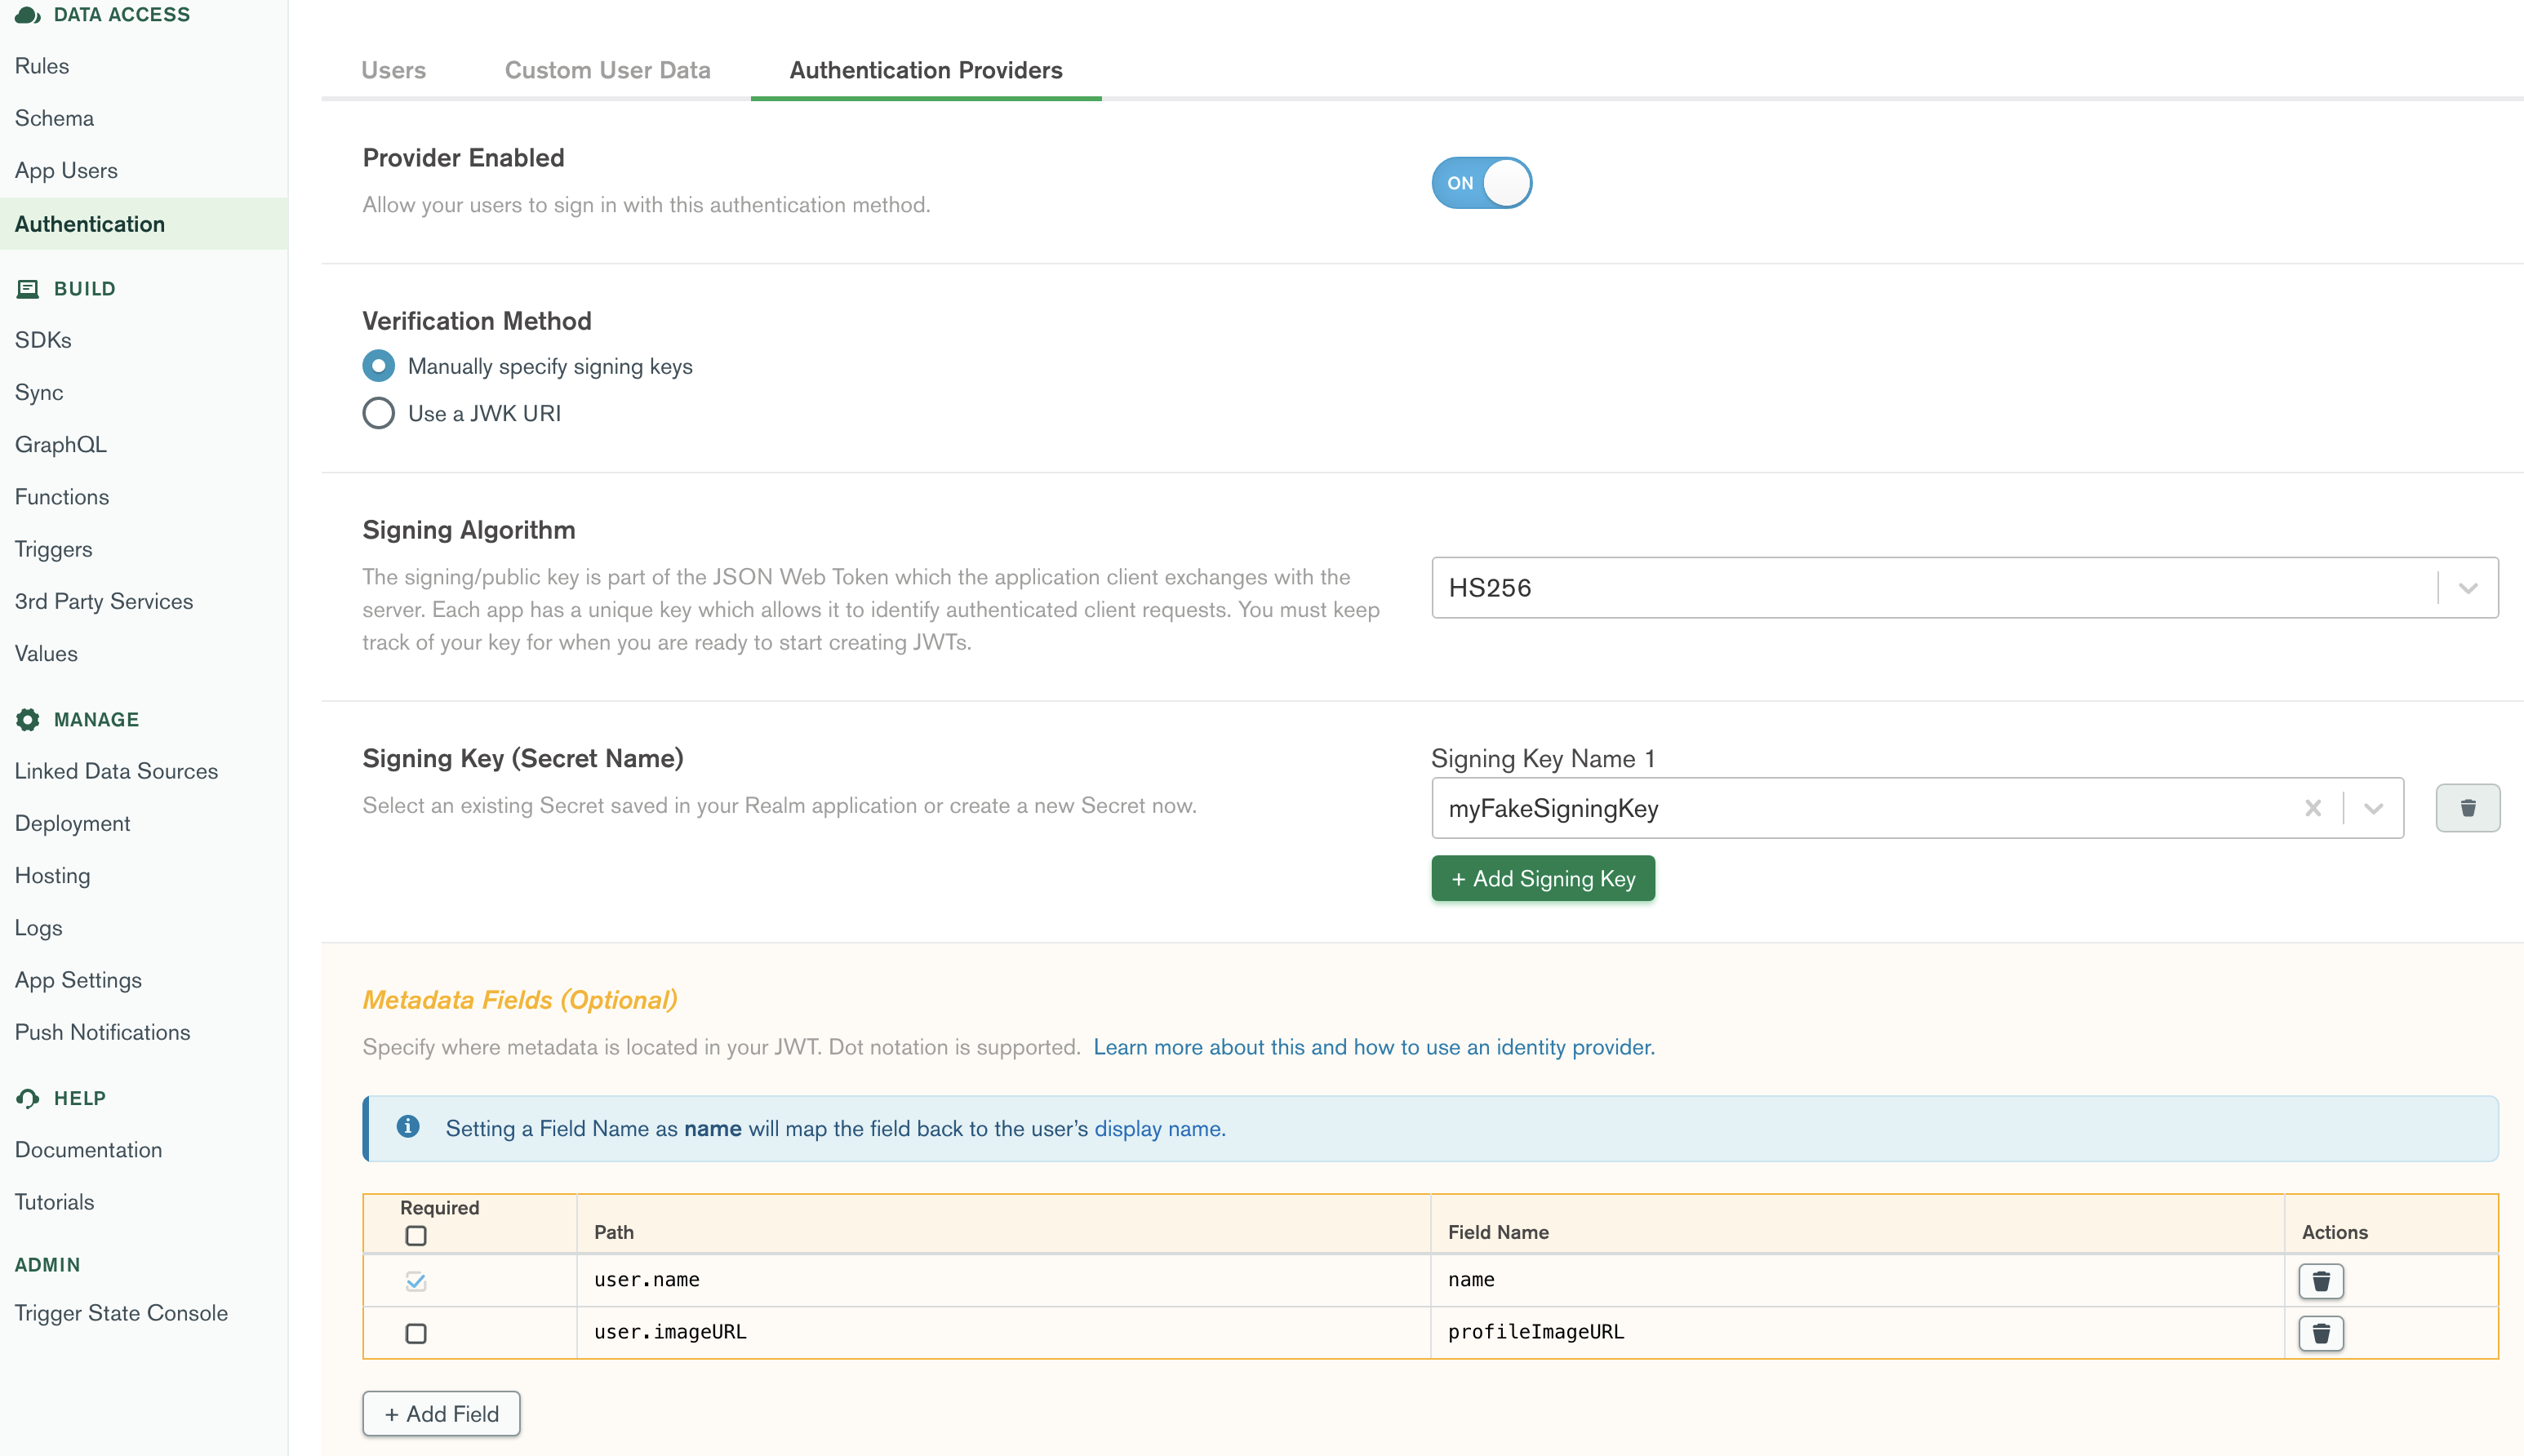 DATA ACCESS
Rules
Schema
App Users
Authentication
BUILD
SDKs
Sync
GraphQL
Functions
Triggers
3rd Party Services
Values
MANAGE
Linked Data Sources
Deployment
Hosting
Logs
App Settings
Push Notifications
HELP
Documentation
Tutorials
ADMIN
Trigger State Console
Users
Custom User Data
Authentication Providers
Provider Enabled
Allow your users to sign in with this authentication method.
ON
Verification Method
Manually specify signing keys
Use a JWK URI
Signing Algorithm
The signing/public key is part of the JSON Web Token which the application client exchanges with the
server. Each app has a unique key which allows it to identify authenticated client requests. You must keep
track of your key for when you are ready to start creating JWTs.
HS256
Signing Key (Secret Name)
Select an existing Secret saved in your Realm application or create a new Secret now.
Signing Key Name 1
myFakeSigningKey
+ Add Signing Key
Metadata Fields (Optional)
Specify where metadata is located in your JWT. Dot notation is supported. Learn more about this and how to use an identity provider.
Setting a Field Name as name will map the field back to the user's display name.
Required Path Field Name Actions
user.name name
user.imageURL profileImageURL
+ Add Field